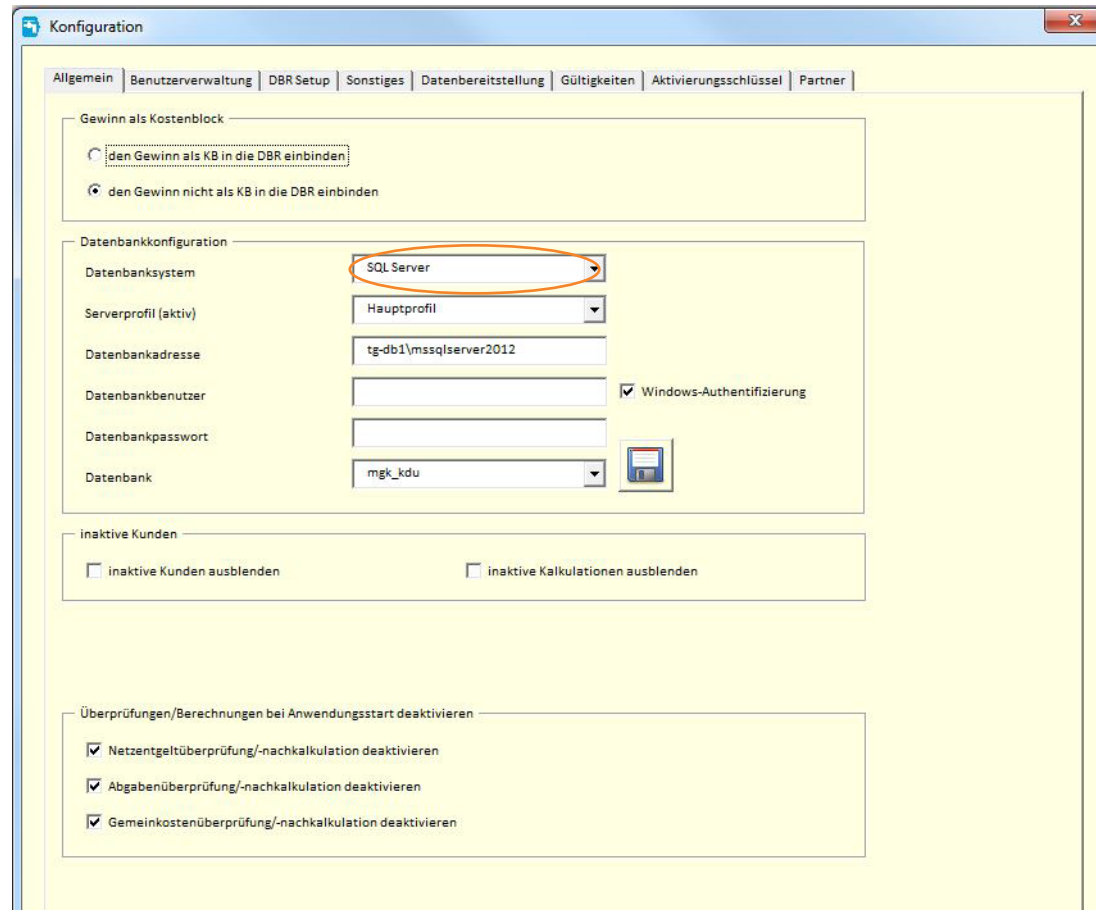 Konfiguration
Allgemein Benutzerverwaltung DBR Setup Sonstiges Datenbereitstellung Gültigkeiten Aktivierungsschlüssel Partner
Gewinn als Kostenblock
den Gewinn als KB in die DBR einbinden
den Gewinn nicht als KB in die DBR einbinden
Datenbankkonfiguration
Datenbanksystem SQL Server
Serverprofil (aktiv) Hauptprofil
Datenbankadresse tg-db1\mssqlserver2012
Datenbankbenutzer Windows-Authentifizierung
Datenbankpasswort
Datenbank mgk_kdu
inaktive Kunden
inaktive Kunden ausblenden inaktive Kalkulationen ausblenden
Überprüfungen/Berechnungen bei Anwendungsstart deaktivieren
Netzentgeltüberprüfung/-nachkalkulation deaktivieren
Abgabenüberprüfung/-nachkalkulation deaktivieren
Gemeinkostenüberprüfung/-nachkalkulation deaktivieren